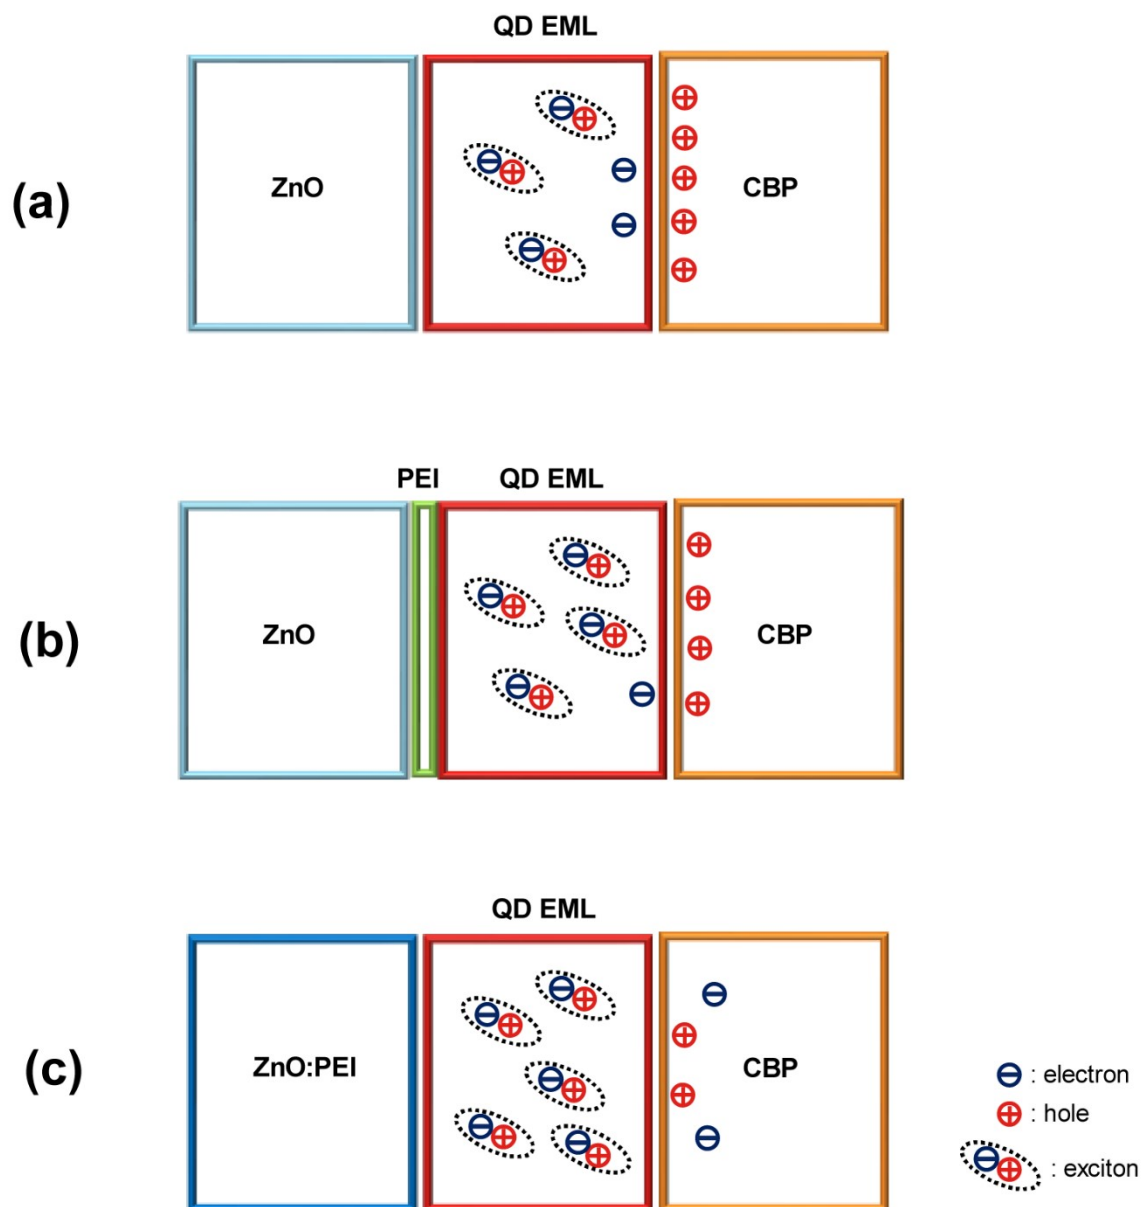 QD EML
(a)
ZnO
CBP
PEI
QD EML
(b)
ZnO
CBP
QD EML
(c)
ZnO:PEI
CBP
: electron
: hole
: exciton